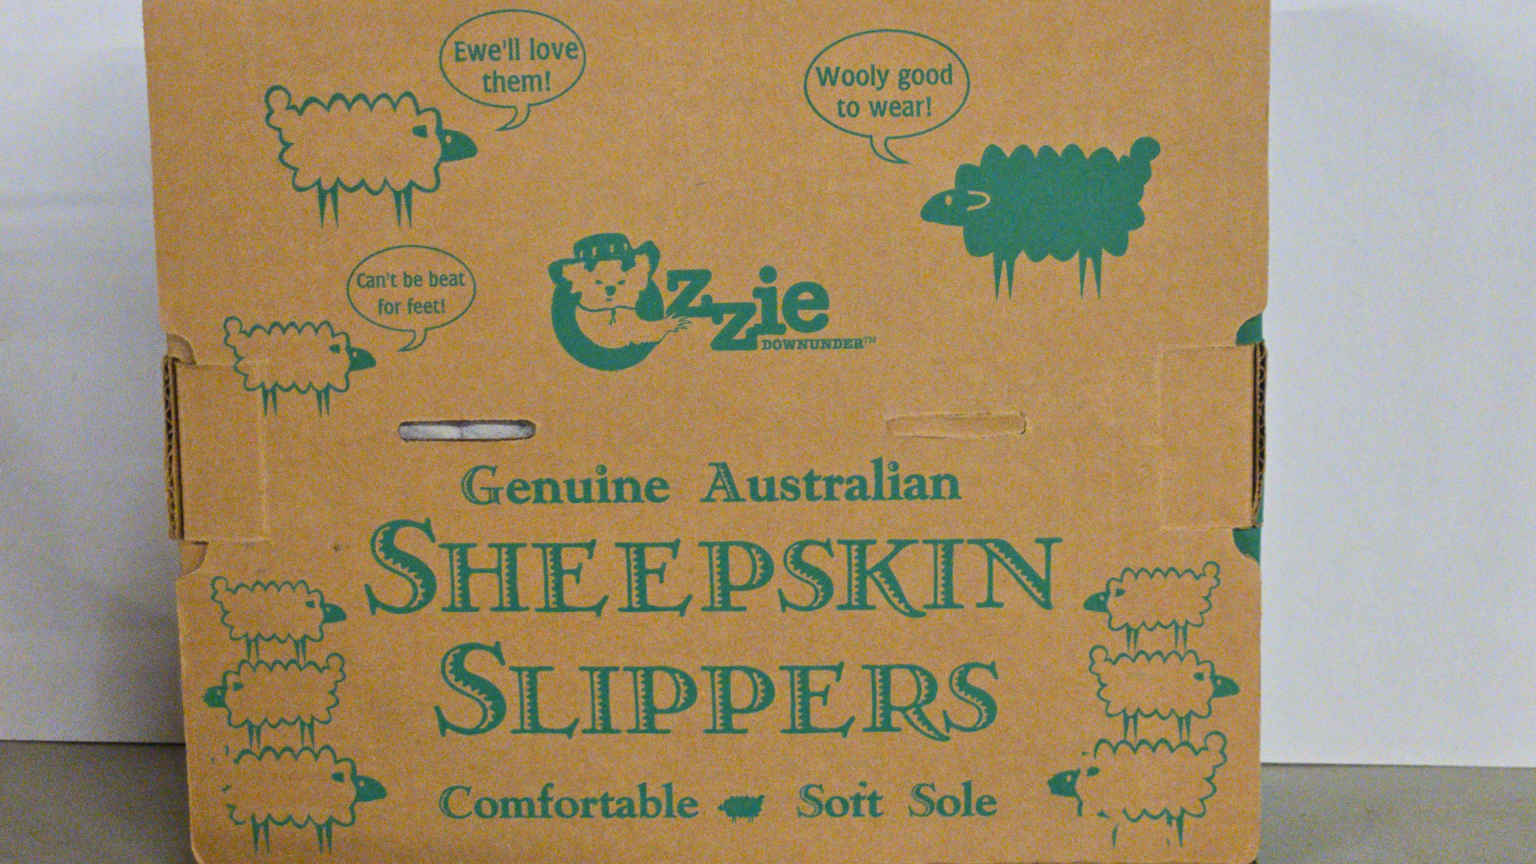 Ewe'll love
them!
Wooly good
to wear!
Can't be beat
for feet!
Ozzie
DOWNUNDER™
Genuine Australian
SHEEPSKIN
SLIPPERS
Comfortable Soft Sole